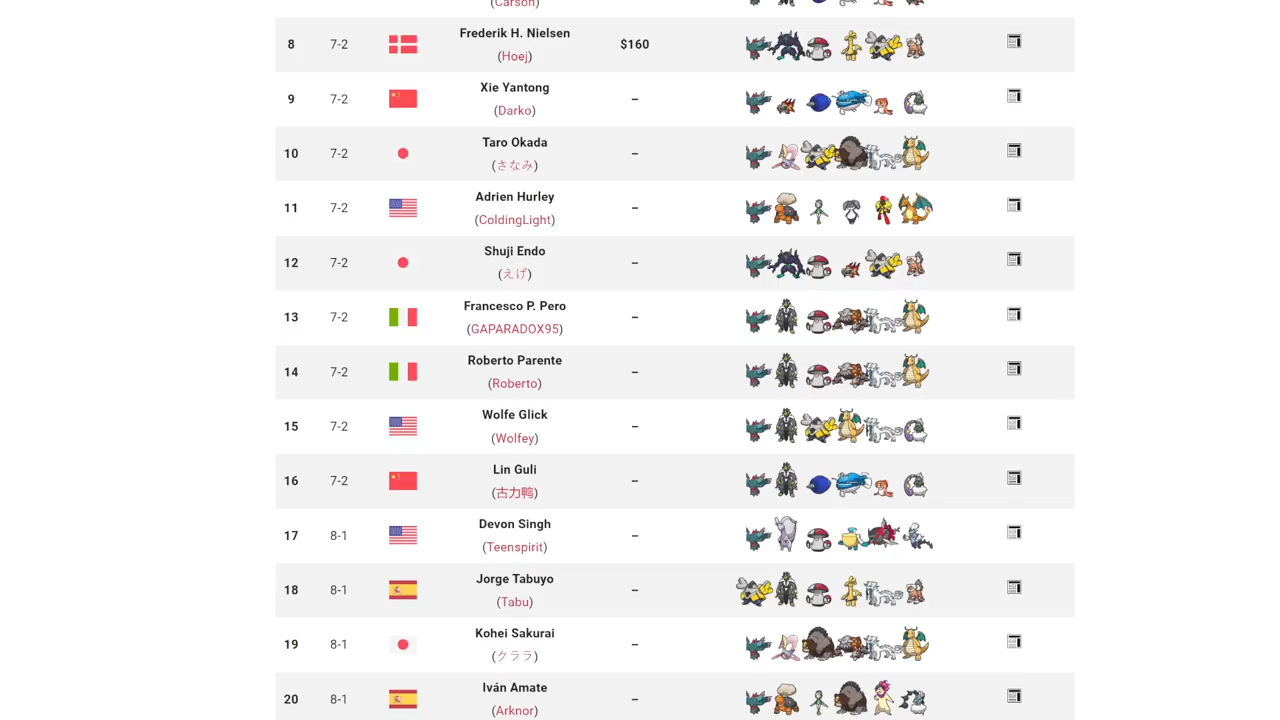 (Carson)
8 7-2 Frederik H. Nielsen $160
(Hoej)
9 7-2 Xie Yantong –
(Darko)
10 7-2 Taro Okada –
(さなみ)
11 7-2 Adrien Hurley –
(ColdingLight)
12 7-2 Shuji Endo –
(えげ)
13 7-2 Francesco P. Pero –
(GAPARADOX95)
14 7-2 Roberto Parente –
(Roberto)
15 7-2 Wolfe Glick –
(Wolfey)
16 7-2 Lin Guli –
(古力鸭)
17 8-1 Devon Singh –
(Teenspirit)
18 8-1 Jorge Tabuyo –
(Tabu)
19 8-1 Kohei Sakurai –
(クララ)
20 8-1 Iván Amate –
(Arknor)